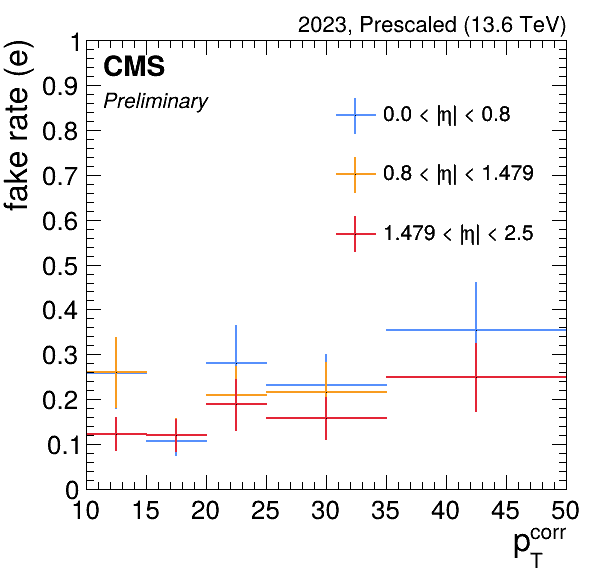 2023, Prescaled (13.6 TeV)
fake rate (e)
CMS
Preliminary
0.0 < |η| < 0.8
0.8 < |η| < 1.479
1.479 < |η| < 2.5
1
0.9
0.8
0.7
0.6
0.5
0.4
0.3
0.2
0.1
0
10 15 20 25 30 35 40 45 50
p_T^corr